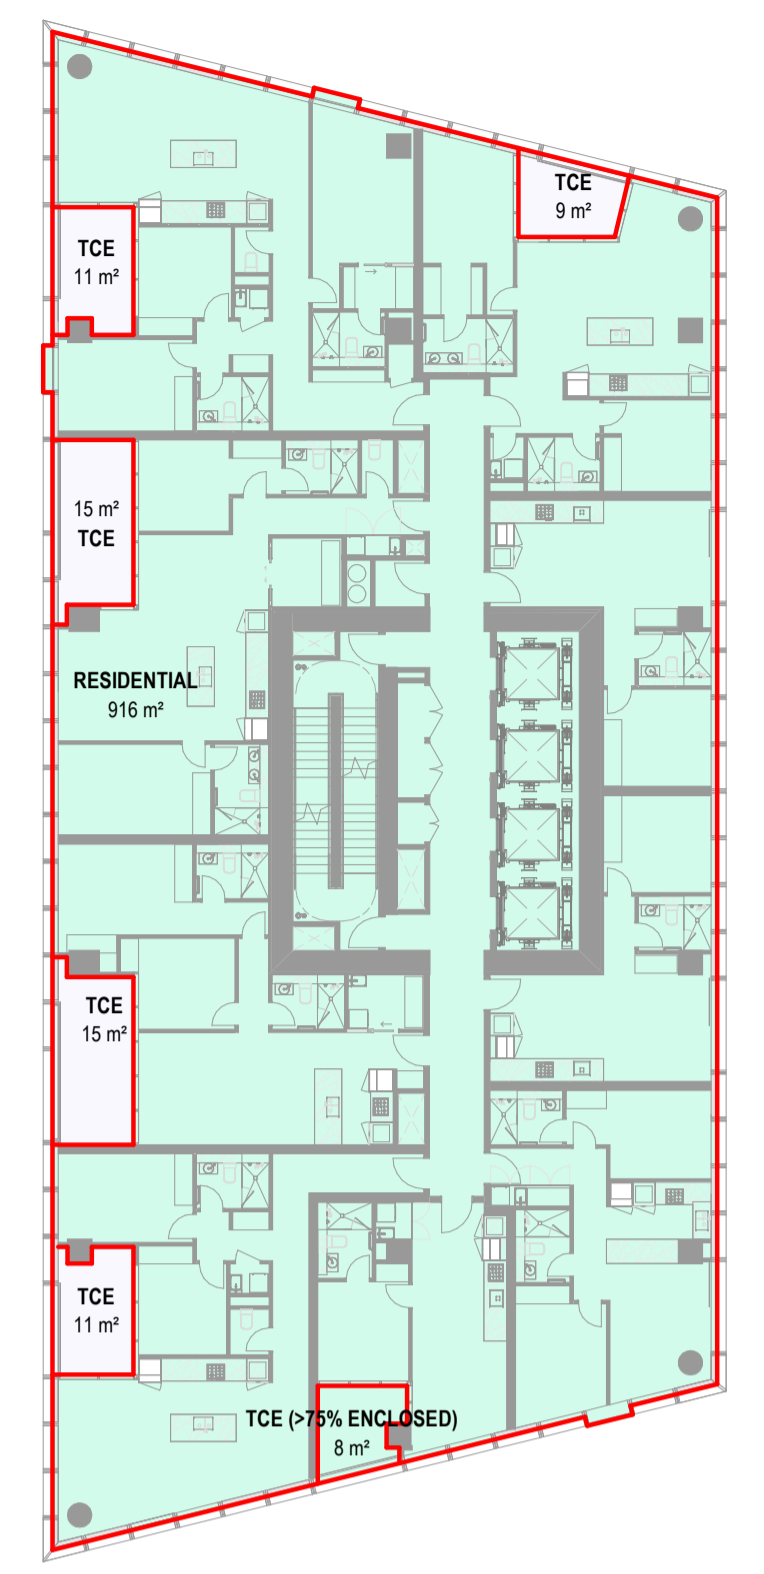 TCE
9 m²
TCE
11 m²
15 m²
TCE
RESIDENTIAL
916 m²
TCE
15 m²
TCE
11 m²
TCE (>75% ENCLOSED)
8 m²